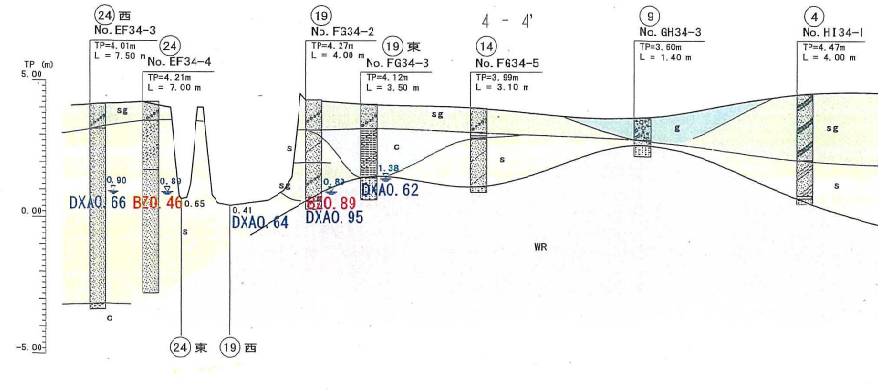 4 - 4'
24 西
No. EF34-3
TP=4.01m
L = 7.50 m
24
No. EF34-4
TP=4.21m
L = 7.00 m
19
No. FG34-2
TP=4.27m
L = 4.00 m
19 東
No. FG34-3
TP=4.12m
L = 3.50 m
14
No. FG34-5
TP=3.99m
L = 3.10 m
9
No. GH34-3
TP=3.60m
L = 1.40 m
4
No. HI34-1
TP=4.47m
L = 4.00 m
TP (m)
5.00
0.00
-5.00
sg
sg
g
sg
s
c
s
sg
s
s
c
WR
0.90
DXA0.66
BZ0.46
0.65
0.41
DXA0.64
BZ0.89
DXA0.95
1.38
DXA0.62
24 東
19 西